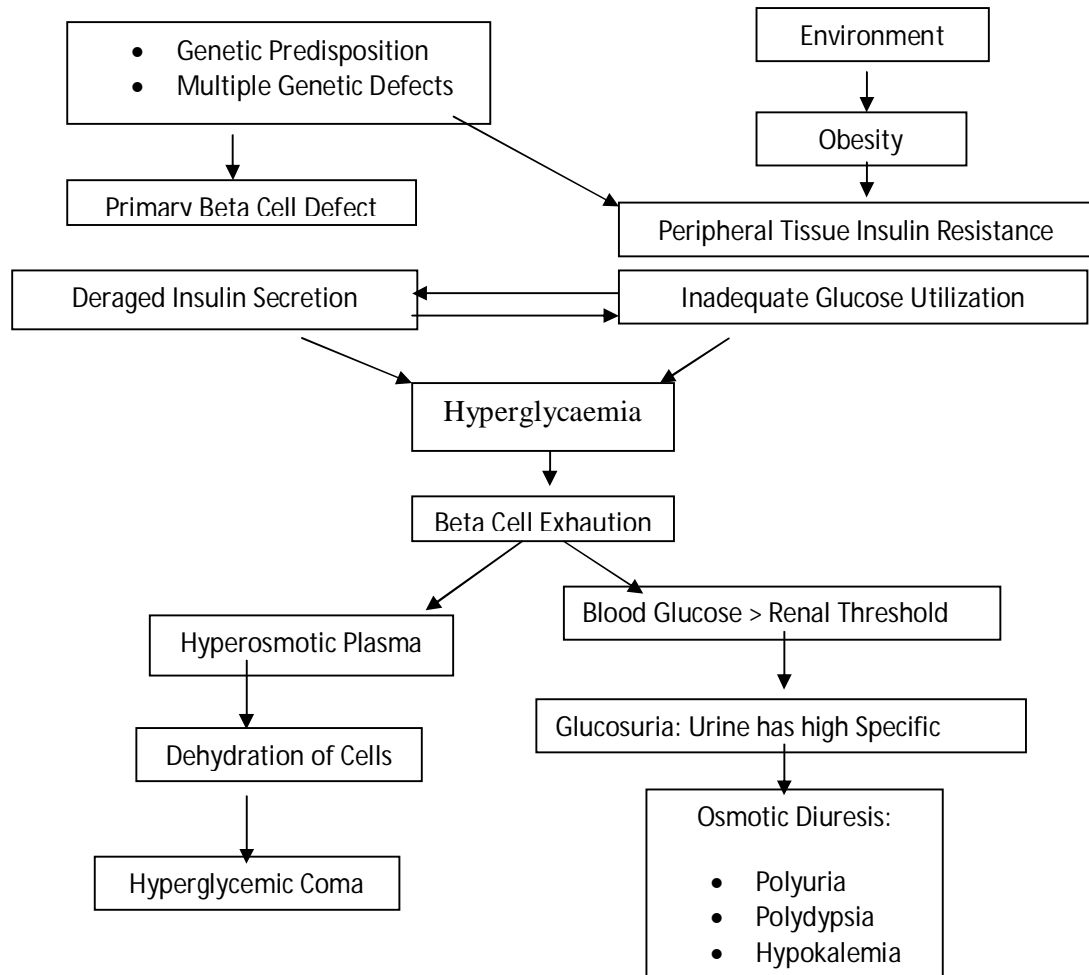 • Genetic Predisposition
• Multiple Genetic Defects
Environment
Obesity
Primary Beta Cell Defect
Peripheral Tissue Insulin Resistance
Deraged Insulin Secretion
Inadequate Glucose Utilization
Hyperglycaemia
Beta Cell Exhaution
Hyperosmotic Plasma
Blood Glucose > Renal Threshold
Dehydration of Cells
Glucosuria: Urine has high Specific
Hyperglycemic Coma
Osmotic Diuresis:
• Polyuria
• Polydypsia
• Hypokalemia